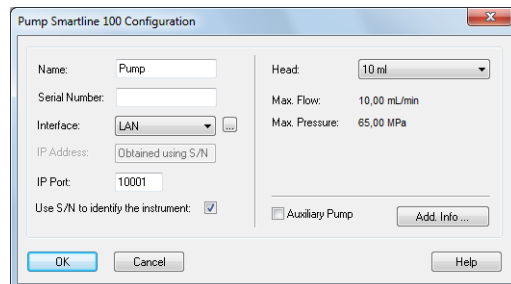 Pump Smartline 100 Configuration
Name: Pump
Serial Number:
Interface: LAN ...
IP Address: Obtained using S/N
IP Port: 10001
Use S/N to identify the instrument:
Head: 10 ml
Max. Flow: 10,00 mL/min
Max. Pressure: 65,00 MPa
Auxiliary Pump Add. Info ...
OK Cancel Help